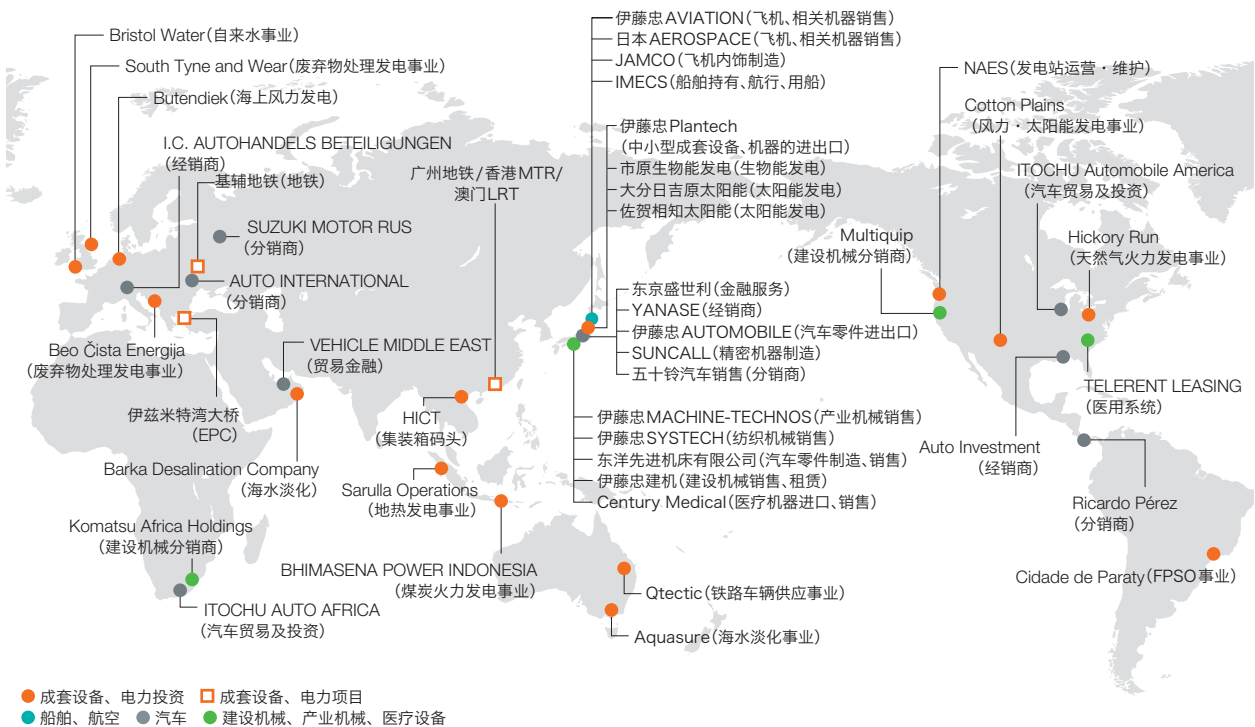 Bristol Water(自来水事业)
South Tyne and Wear(废弃物处理发电事业)
Butendiek(海上风力发电)
I.C. AUTOHANDELS BETEILIGUNGEN
(经销商)
基辅地铁(地铁)
SUZUKI MOTOR RUS
(分销商)
AUTO INTERNATIONAL
(分销商)
Beo Čista Energija
(废弃物处理发电事业)
伊兹米特湾大桥
(EPC)
VEHICLE MIDDLE EAST
(贸易金融)
Barka Desalination Company
(海水淡化)
Komatsu Africa Holdings
(建设机械分销商)
ITOCHU AUTO AFRICA
(汽车贸易及投资)
广州地铁/香港MTR/
澳门LRT
HICT
(集装箱码头)
Sarulla Operations
(地热发电事业)
BHIMASENA POWER INDONESIA
(煤炭火力发电事业)
伊藤忠AVIATION(飞机、相关机器销售)
日本AEROSPACE(飞机、相关机器销售)
JAMCO(飞机内饰制造)
IMECS(船舶持有、航行、用船)
伊藤忠Plantech
(中小型成套设备、机器的进出口)
市原生物能发电(生物能发电)
大分日吉原太阳能(太阳能发电)
佐贺相知太阳能(太阳能发电)
东京盛世利(金融服务)
YANASE(经销商)
伊藤忠AUTOMOBILE(汽车零件进出口)
SUNCALL(精密机器制造)
五十铃汽车销售(分销商)
伊藤忠MACHINE-TECHNOS(产业机械销售)
伊藤忠SYSTECH(纺织机械销售)
东洋先进机床有限公司(汽车零件制造、销售)
伊藤忠建机(建设机械销售、租赁)
Century Medical(医疗机器进口、销售)
Qtectic(铁路车辆供应事业)
Aquasure(海水淡化事业)
NAES(发电站运营・维护)
Cotton Plains
(风力・太阳能发电事业)
ITOCHU Automobile America
(汽车贸易及投资)
Multiquip
(建设机械分销商)
Hickory Run
(天然气火力发电事业)
TELERENT LEASING
(医用系统)
Auto Investment
(经销商)
Ricardo Pérez
(分销商)
Cidade de Paraty(FPSO事业)
成套设备、电力投资
成套设备、电力项目
船舶、航空
汽车
建设机械、产业机械、医疗设备